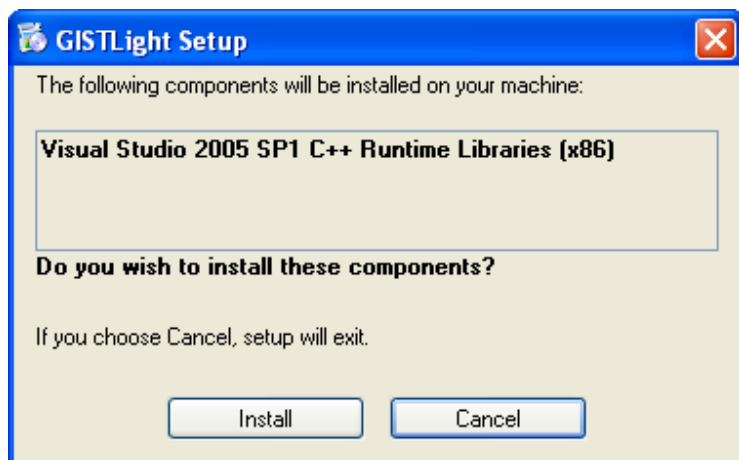 GISTLight Setup
The following components will be installed on your machine:
Visual Studio 2005 SP1 C++ Runtime Libraries (x86)
Do you wish to install these components?
If you choose Cancel, setup will exit.
Install
Cancel